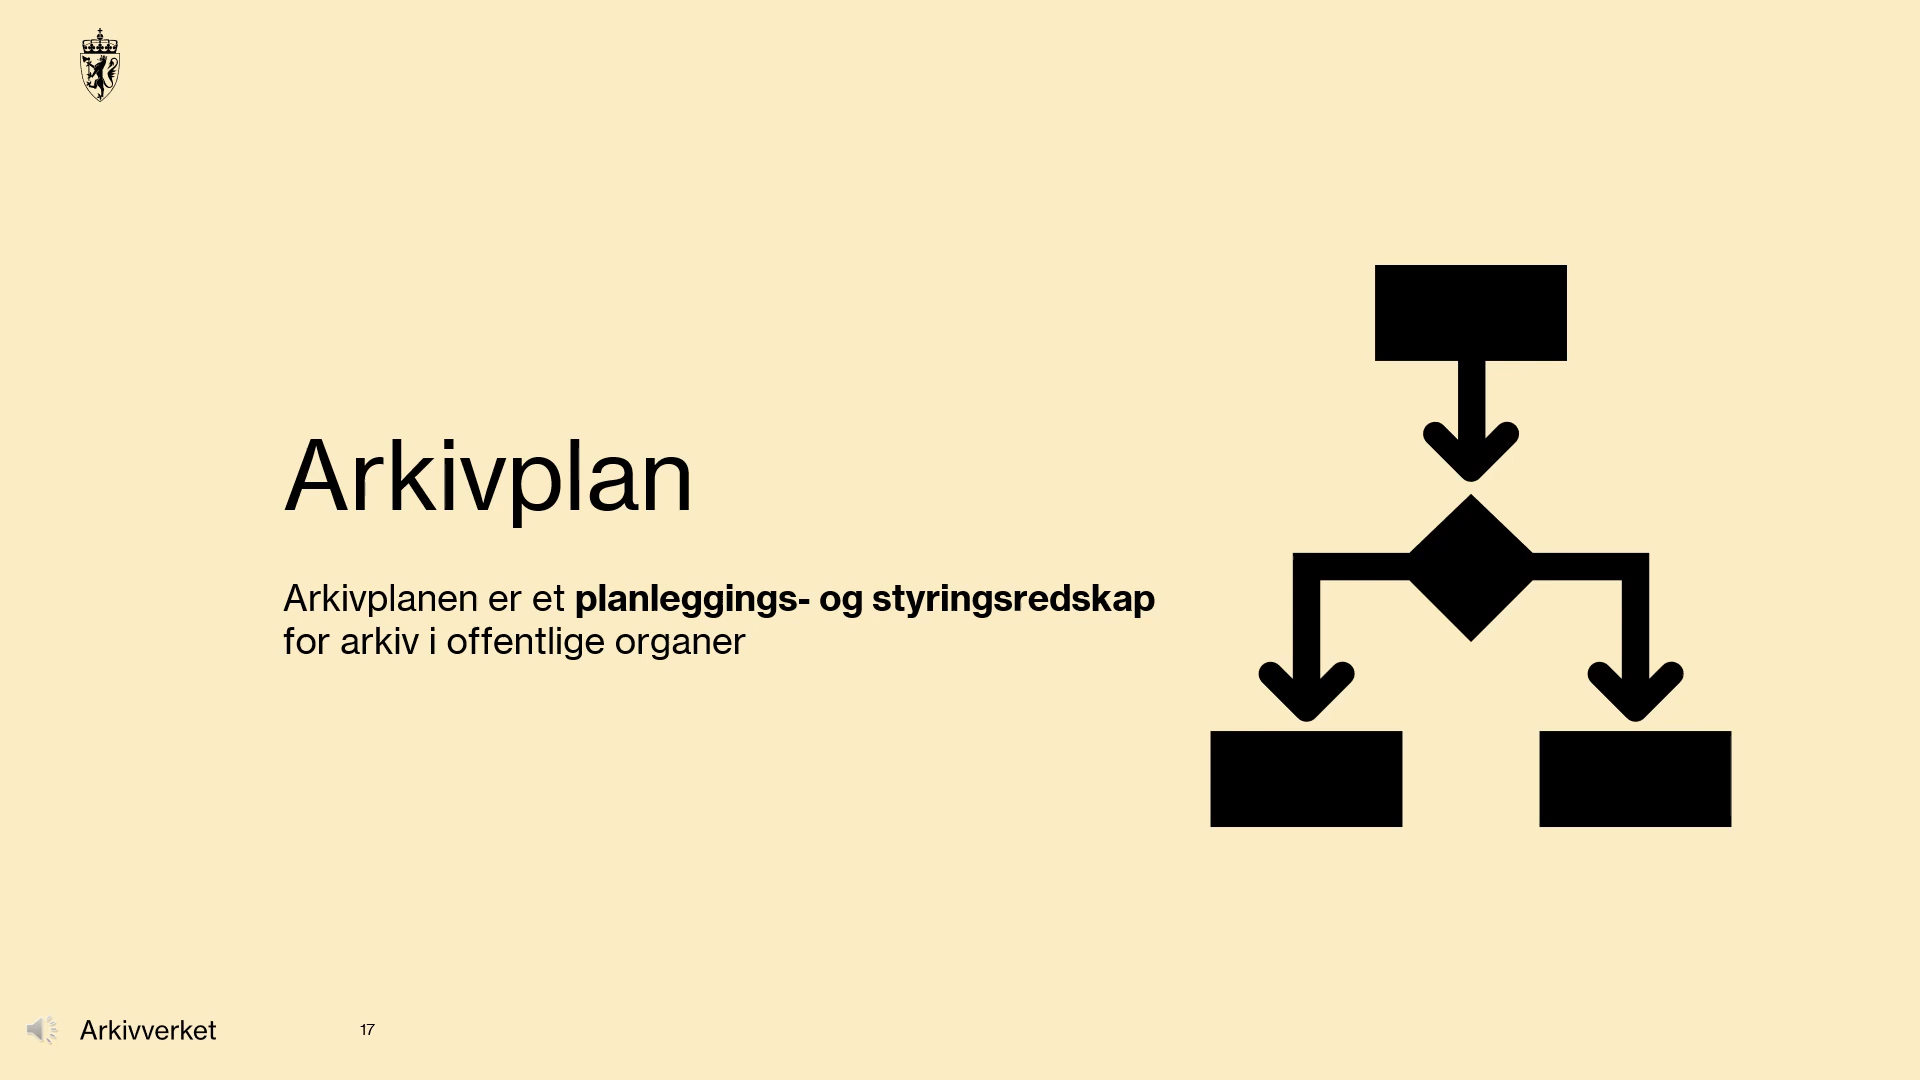 Arkivplan
Arkivplanen er et planleggings- og styringsredskap
for arkiv i offentlige organer
Arkivverket
17